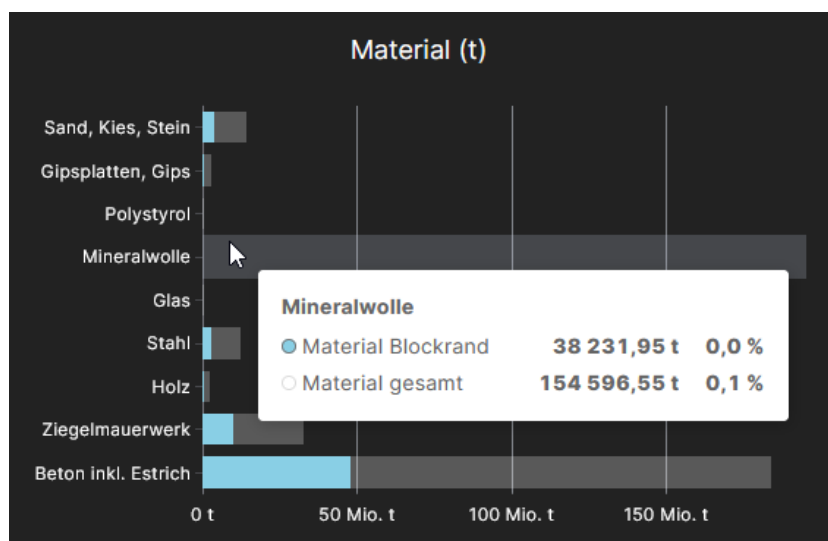 Material (t)
Sand, Kies, Stein
Gipsplatten, Gips
Polystyrol
Mineralwolle
Glas
Stahl
Holz
Ziegelmauerwerk
Beton inkl. Estrich
Mineralwolle
Material Blockrand 38 231,95 t 0,0 %
Material gesamt 154 596,55 t 0,1 %
0 t 50 Mio. t 100 Mio. t 150 Mio. t